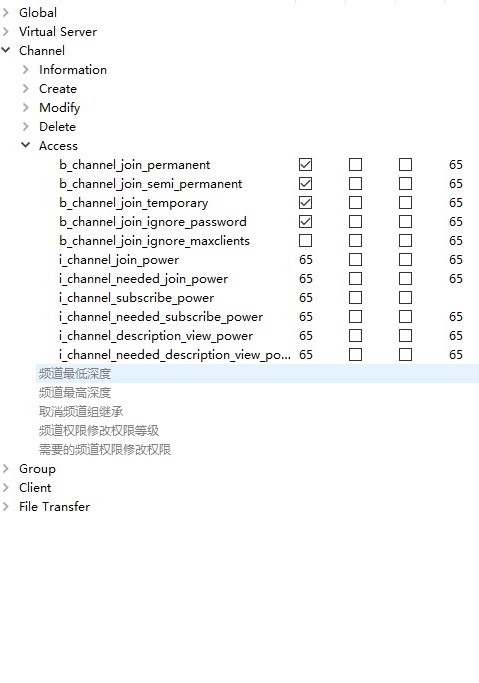 Global
Virtual Server
Channel
Information
Create
Modify
Delete
Access
b_channel_join_permanent 65
b_channel_join_semi_permanent 65
b_channel_join_temporary 65
b_channel_join_ignore_password 65
b_channel_join_ignore_maxclients 65
i_channel_join_power 65 65
i_channel_needed_join_power 65 65
i_channel_subscribe_power 65
i_channel_needed_subscribe_power 65 65
i_channel_description_view_power 65 65
i_channel_needed_description_view_po... 65 65
频道最低深度
频道最高深度
取消频道组继承
频道权限修改权限等级
需要的频道权限修改权限
Group
Client
File Transfer